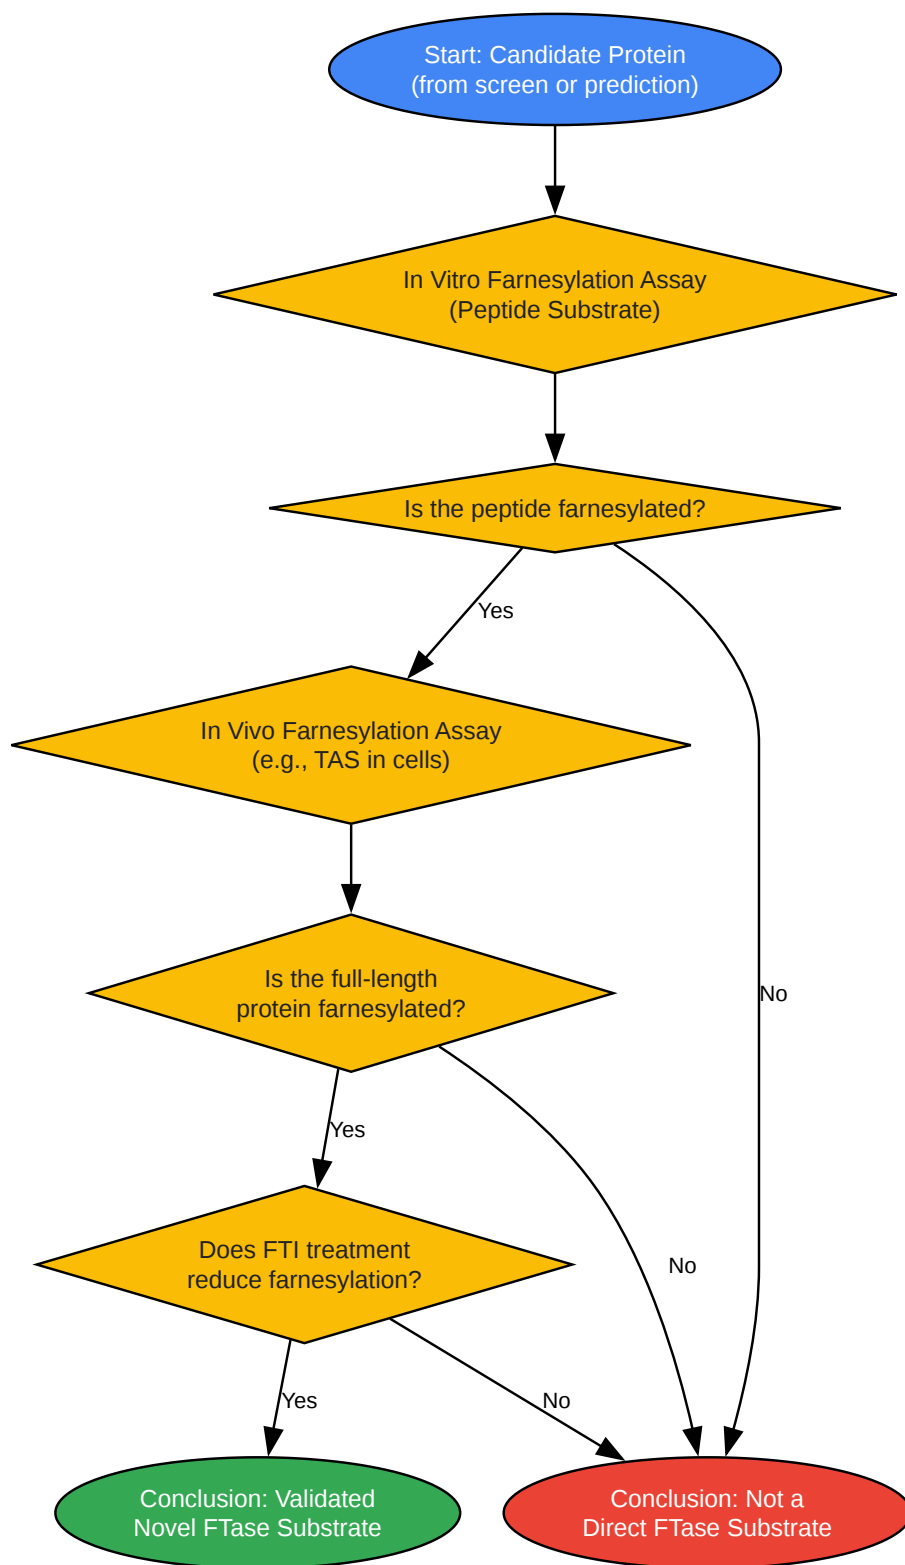 Start: Candidate Protein
(from screen or prediction)
In Vitro Farnesylation Assay
(Peptide Substrate)
Is the peptide farnesylated?
Yes
In Vivo Farnesylation Assay
(e.g., TAS in cells)
Is the full-length
protein farnesylated?
No
Yes
Does FTI treatment
reduce farnesylation?
No
Yes
No
Conclusion: Validated
Novel FTase Substrate
Conclusion: Not a
Direct FTase Substrate